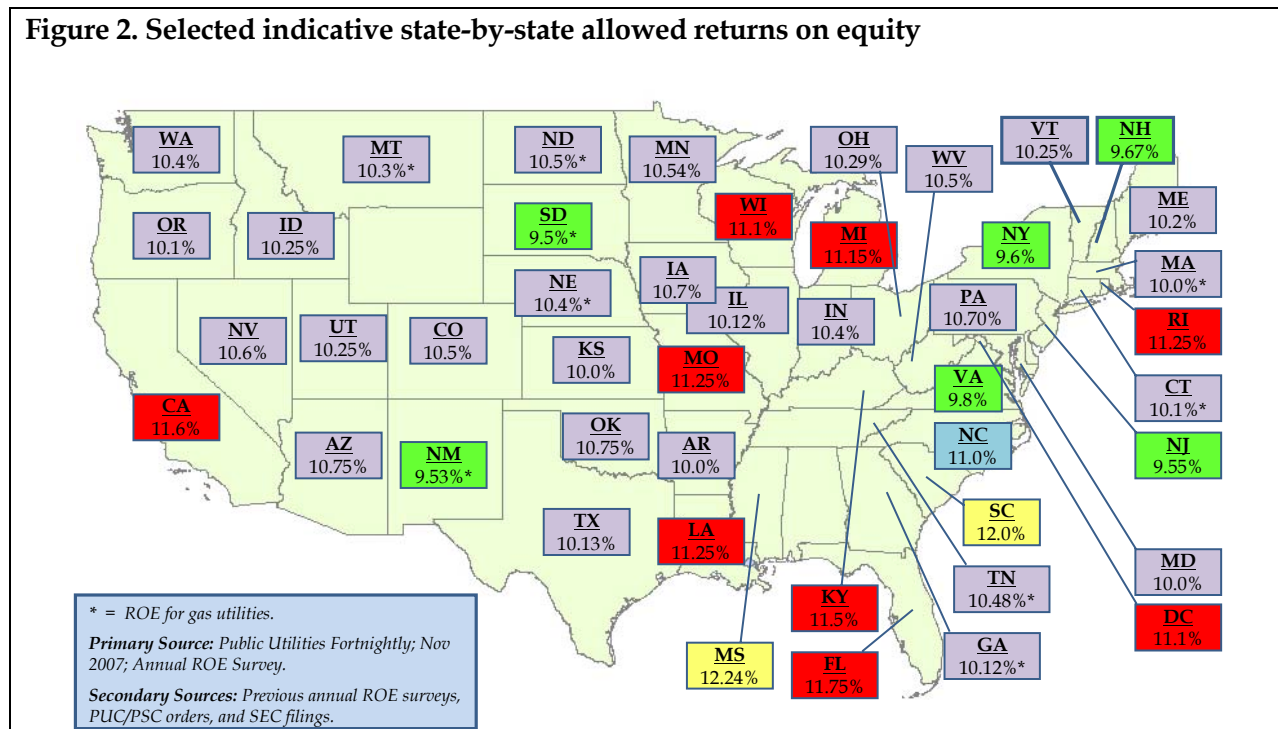 Figure 2. Selected indicative state-by-state allowed returns on equity
WA
10.4%
MT
10.3%*
ND
10.5%*
MN
10.54%
OH
10.29%
WV
10.5%
VT
10.25%
NH
9.67%
OR
10.1%
ID
10.25%
SD
9.5%*
WI
11.1%
MI
11.15%
NY
9.6%
ME
10.2%
MA
10.0%*
NE
10.4%*
IA
10.7%
IL
10.12%
IN
10.4%
PA
10.70%
RI
11.25%
NV
10.6%
UT
10.25%
CO
10.5%
KS
10.0%
MO
11.25%
VA
9.8%
CT
10.1%*
CA
11.6%
AZ
10.75%
NM
9.53%*
OK
10.75%
AR
10.0%
NC
11.0%
NJ
9.55%
TX
10.13%
LA
11.25%
SC
12.0%
MD
10.0%
TN
10.48%*
KY
11.5%
DC
11.1%
MS
12.24%
FL
11.75%
GA
10.12%*
* = ROE for gas utilities.
Primary Source: Public Utilities Fortnightly; Nov
2007; Annual ROE Survey.
Secondary Sources: Previous annual ROE surveys,
PUC/PSC orders, and SEC filings.